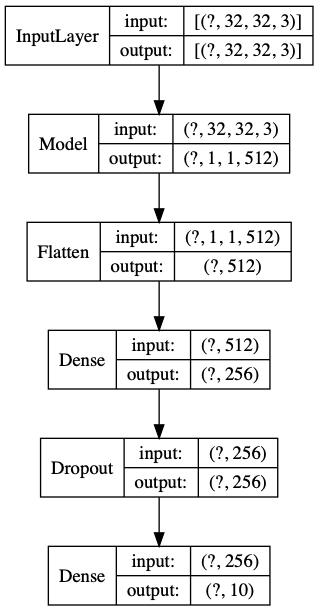 InputLayer
input: [(?, 32, 32, 3)]
output: [(?, 32, 32, 3)]
Model
input: (?, 32, 32, 3)
output: (?, 1, 1, 512)
Flatten
input: (?, 1, 1, 512)
output: (?, 512)
Dense
input: (?, 512)
output: (?, 256)
Dropout
input: (?, 256)
output: (?, 256)
Dense
input: (?, 256)
output: (?, 10)